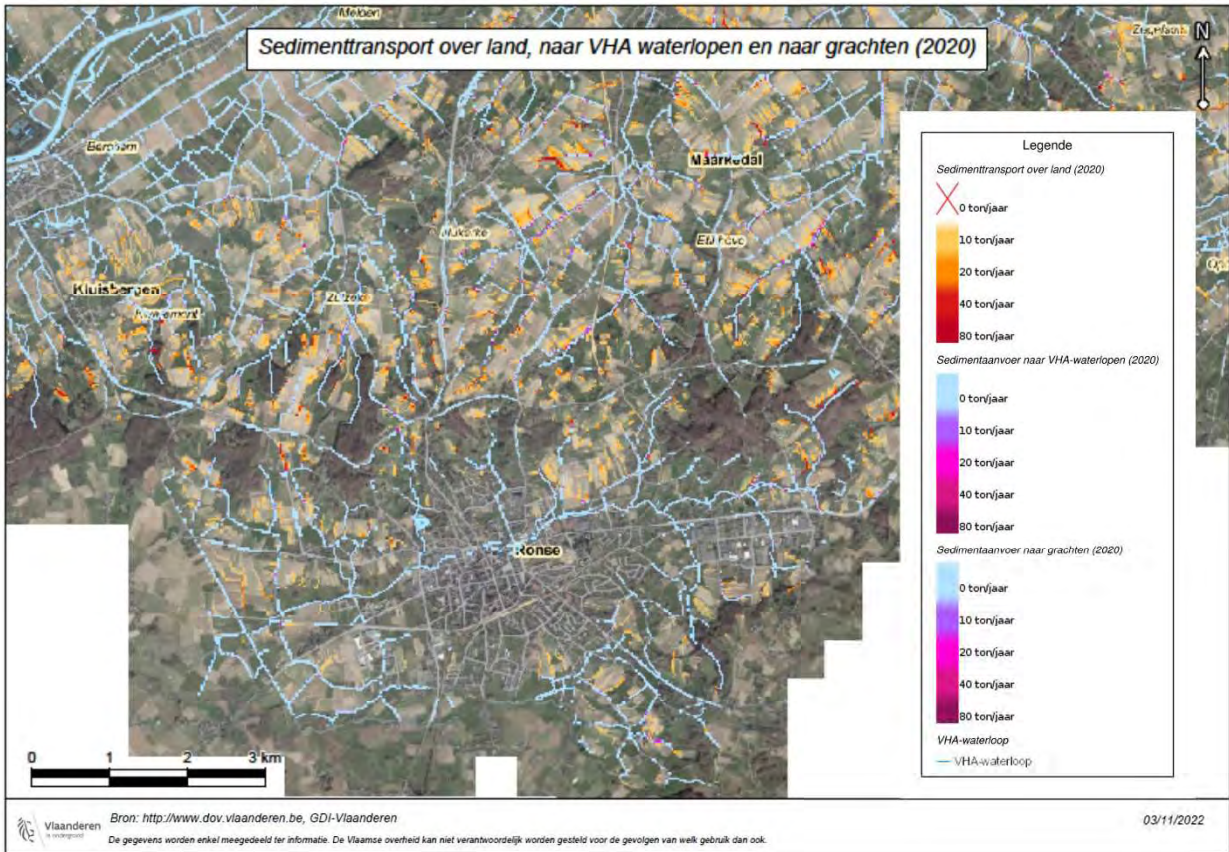 Melden
Sedimenttransport over land, naar VHA waterlopen en naar grachten (2020)
N
Berchem
Maarkedal
Nukerke
Etikhove
Kluisbergen
Zulzeke
Kwaremont
Ronse
Legende
Sedimenttransport over land (2020)
0 ton/jaar
10 ton/jaar
20 ton/jaar
40 ton/jaar
80 ton/jaar
Sedimentaanvoer naar VHA-waterlopen (2020)
0 ton/jaar
10 ton/jaar
20 ton/jaar
40 ton/jaar
80 ton/jaar
Sedimentaanvoer naar grachten (2020)
0 ton/jaar
10 ton/jaar
20 ton/jaar
40 ton/jaar
80 ton/jaar
VHA-waterloop
VHA-waterloop
0 1 2 3 km
Vlaanderen
is ondergrond
Bron: http://www.dov.vlaanderen.be, GDI-Vlaanderen
03/11/2022
De gegevens worden enkel meegedeeld ter informatie. De Vlaamse overheid kan niet verantwoordelijk worden gesteld voor de gevolgen van welk gebruik dan ook.